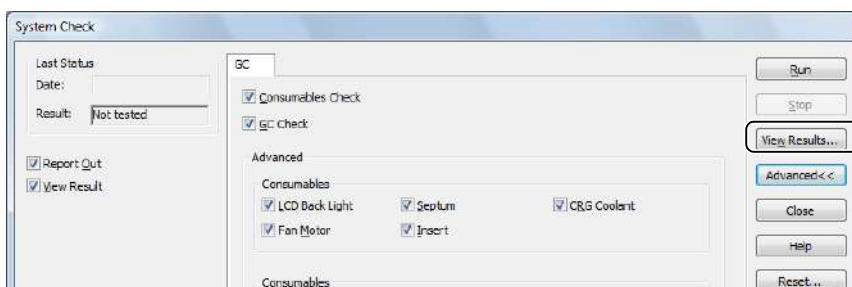 System Check
Last Status
Date:
Result: Not tested
Report Out
View Result
GC
Consumables Check
GC Check
Advanced
Consumables
LCD Back Light Septum CRG Coolant
Fan Motor Insert
Consumables
Run
Stop
View Results...
Advanced<<
Close
Help
Reset...